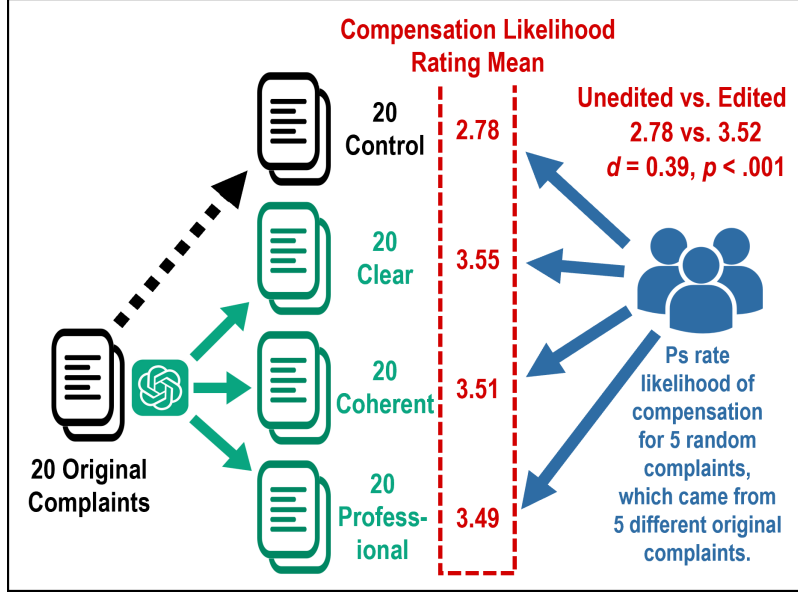 Compensation Likelihood
Rating Mean
20
Control
2.78
Unedited vs. Edited
2.78 vs. 3.52
d = 0.39, p < .001
20
Clear
3.55
20
Coherent
3.51
20
Profess-
ional
3.49
20 Original
Complaints
Ps rate
likelihood of
compensation
for 5 random
complaints,
which came from
5 different original
complaints.